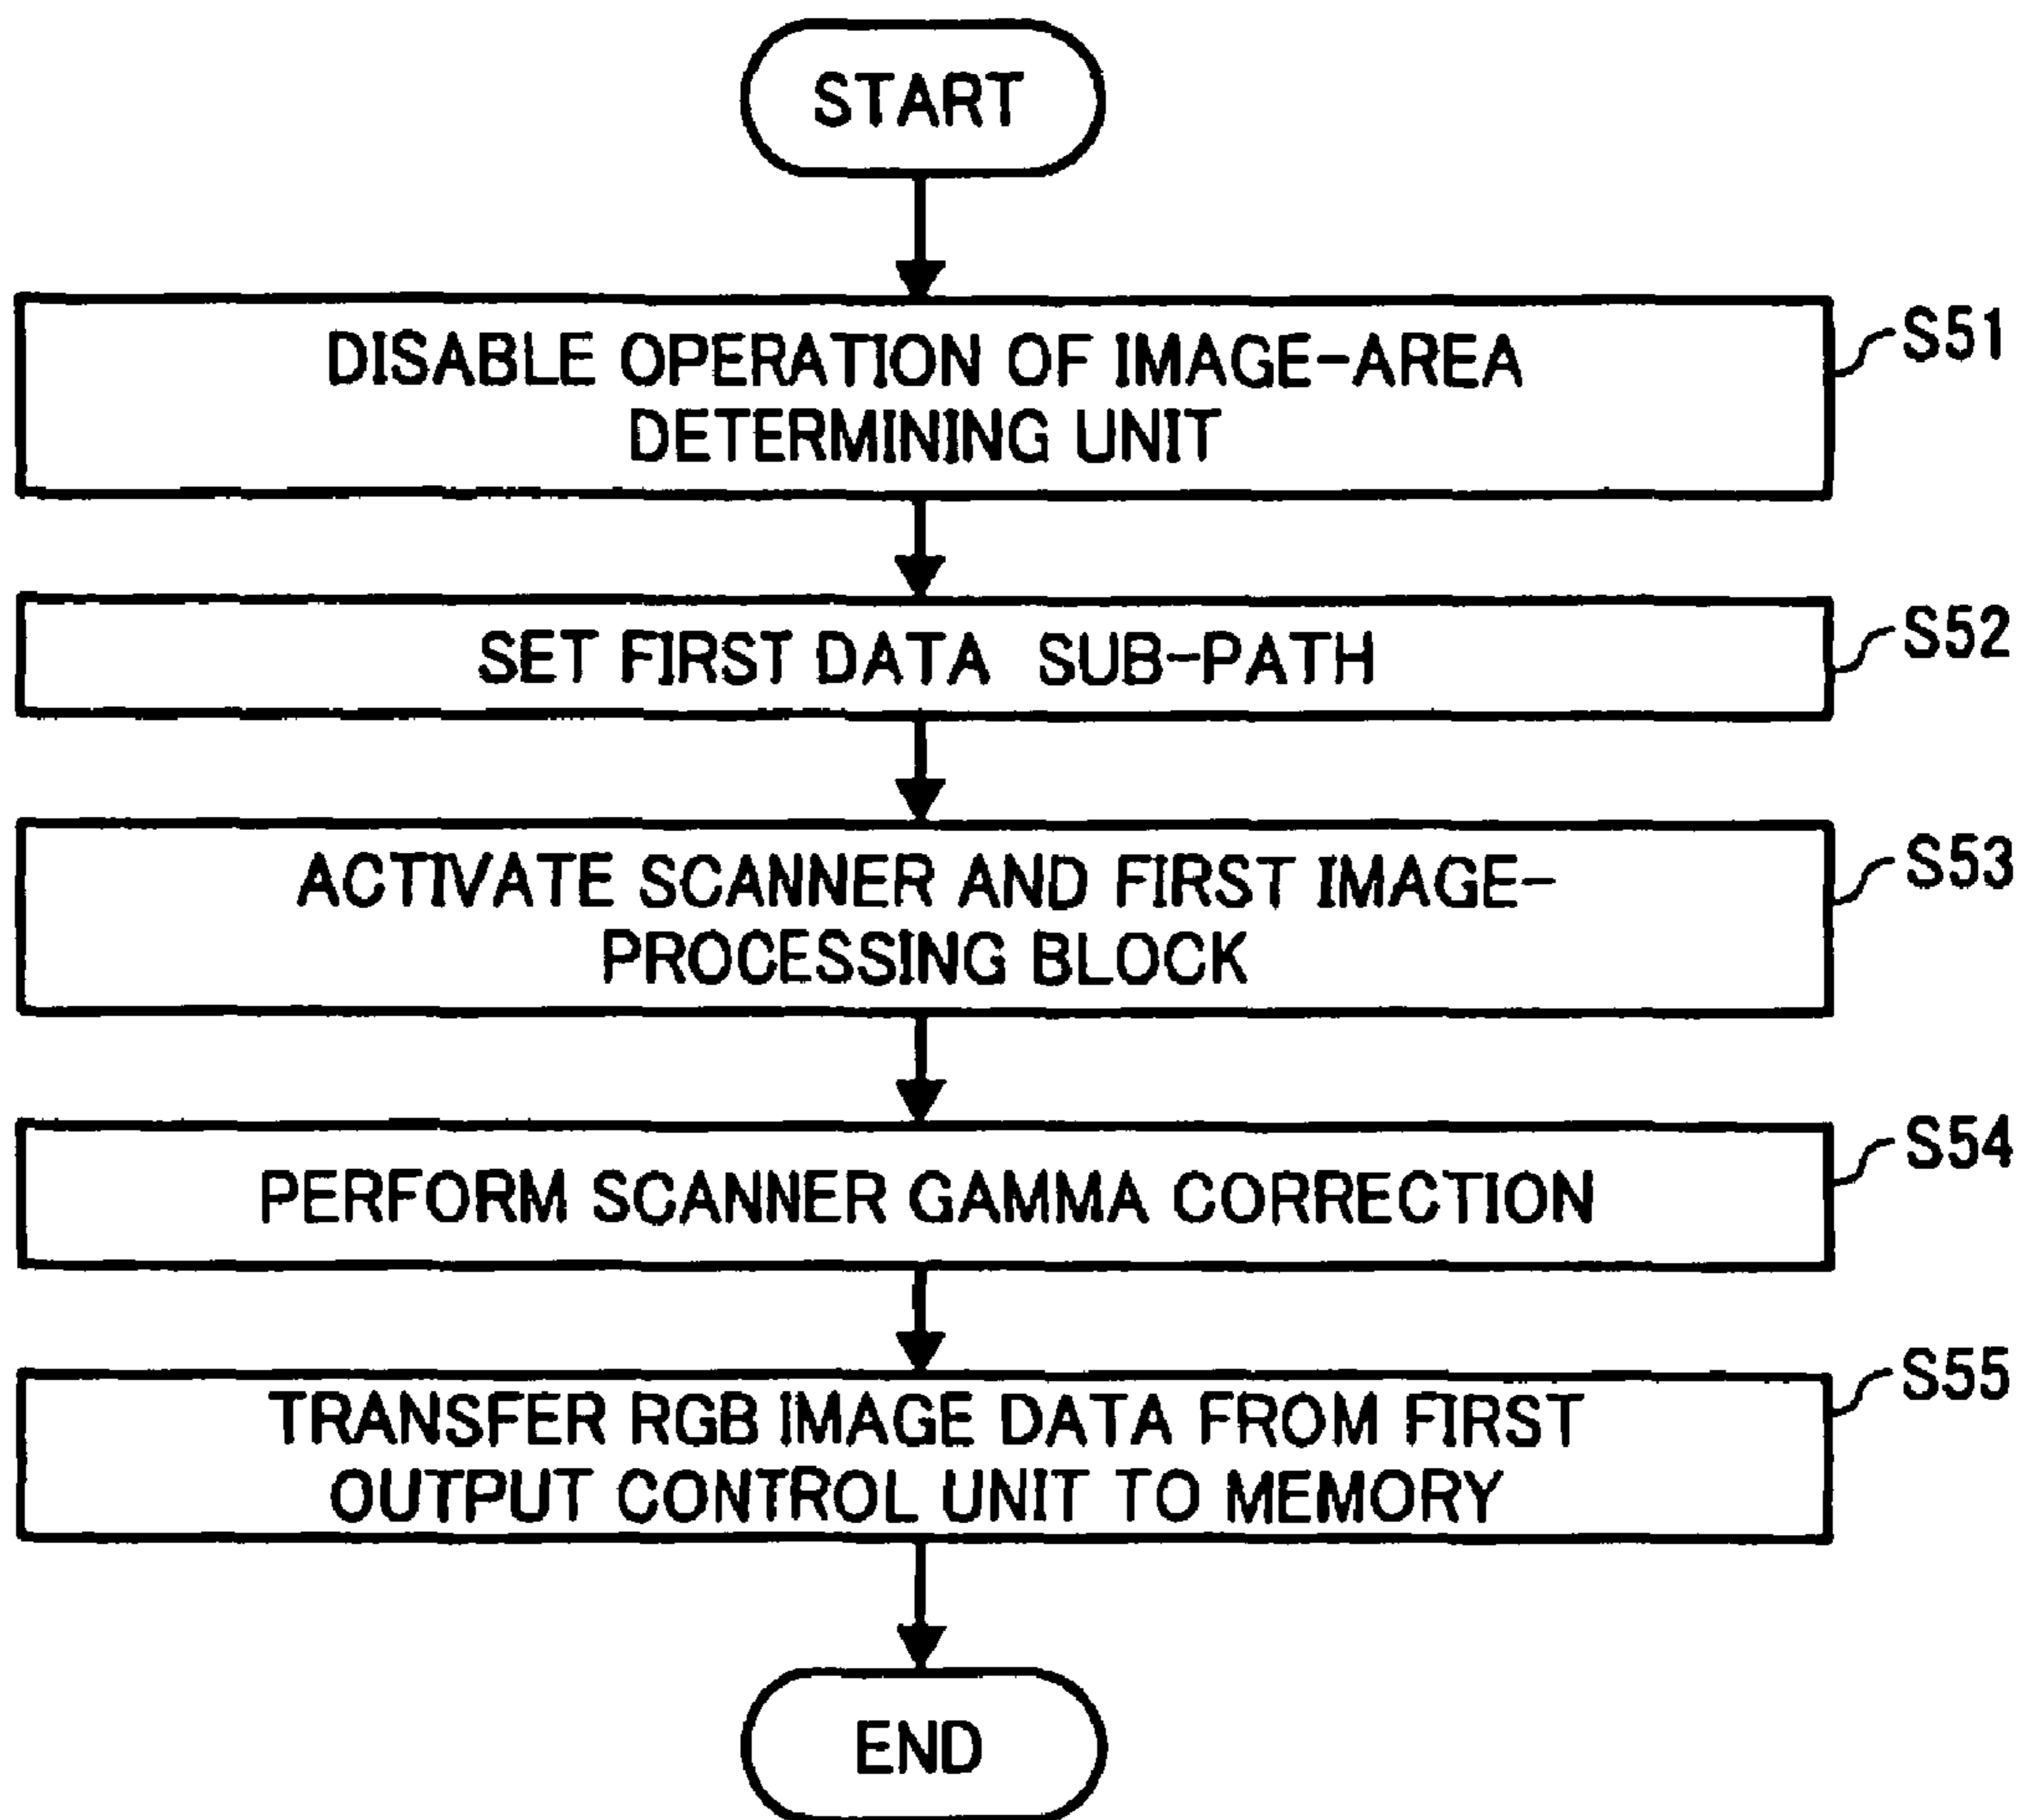 START
DISABLE OPERATION OF IMAGE-AREA
DETERMINING UNIT
S51
SET FIRST DATA SUB-PATH
S52
ACTIVATE SCANNER AND FIRST IMAGE-
PROCESSING BLOCK
S53
PERFORM SCANNER GAMMA CORRECTION
S54
TRANSFER RGB IMAGE DATA FROM FIRST
OUTPUT CONTROL UNIT TO MEMORY
S55
END